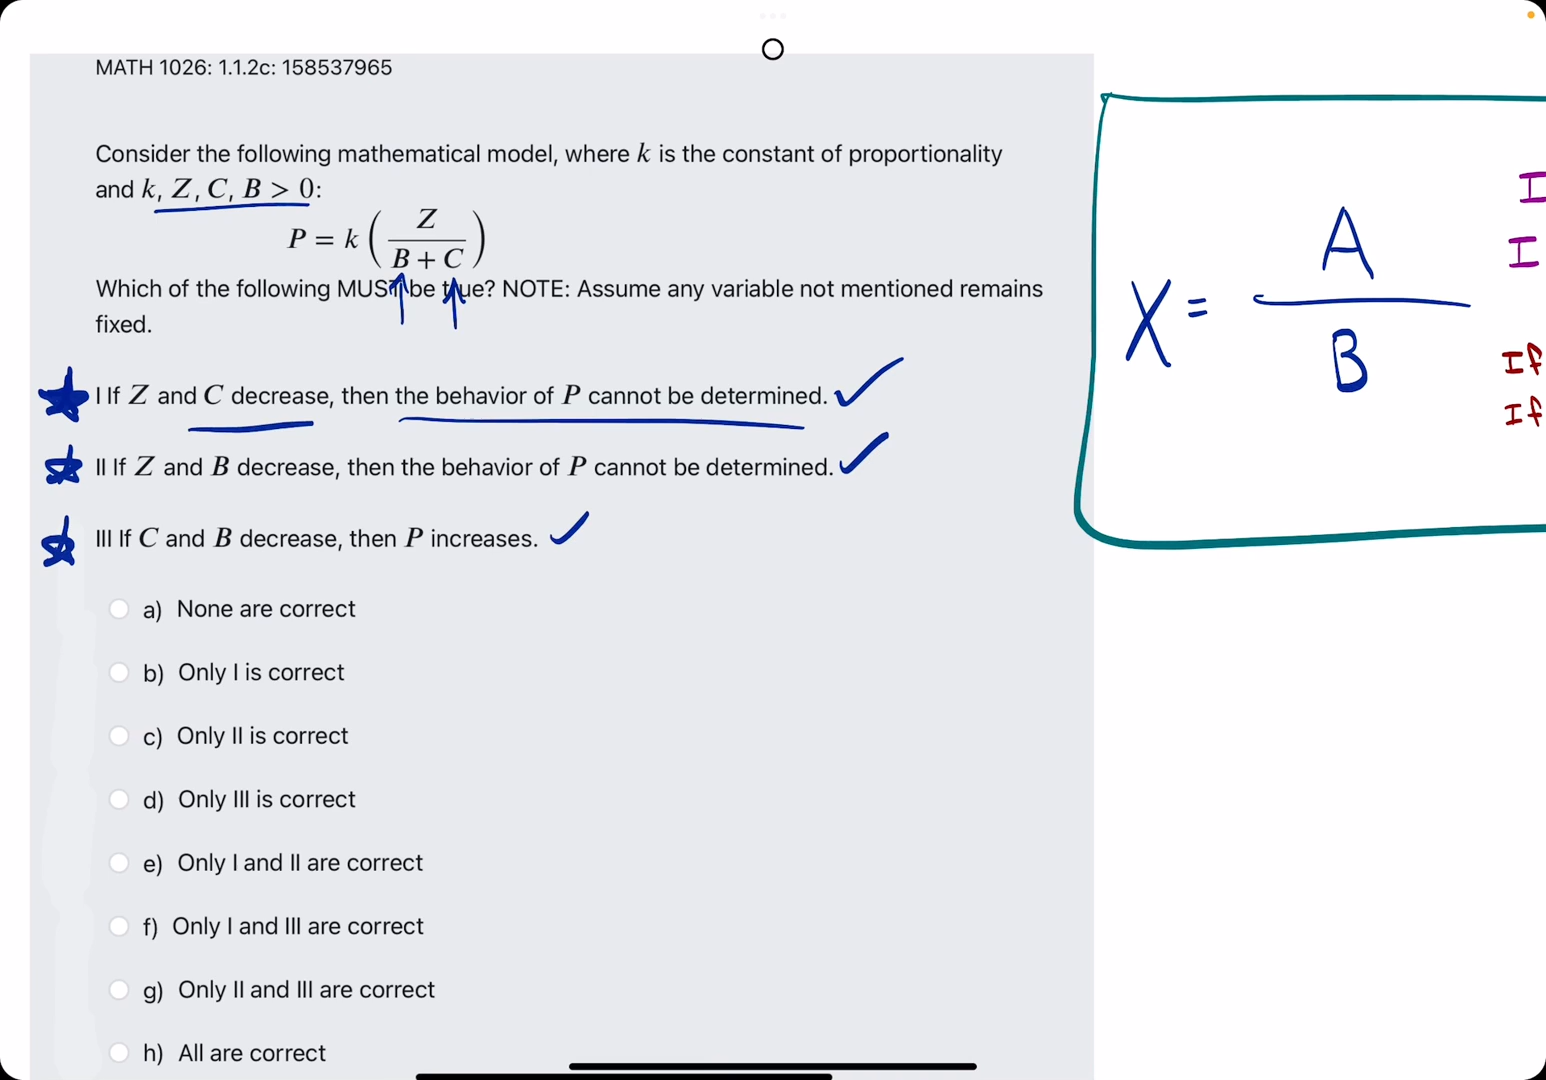 MATH 1026: 1.1.2c: 158537965
Consider the following mathematical model, where k is the constant of proportionality
and k, Z, C, B > 0:
P = k ( Z / (B + C) )
Which of the following MUST be true? NOTE: Assume any variable not mentioned remains
fixed.
I If Z and C decrease, then the behavior of P cannot be determined.
II If Z and B decrease, then the behavior of P cannot be determined.
III If C and B decrease, then P increases.
a) None are correct
b) Only I is correct
c) Only II is correct
d) Only III is correct
e) Only I and II are correct
f) Only I and III are correct
g) Only II and III are correct
h) All are correct
X = A / B
I
I
If
If